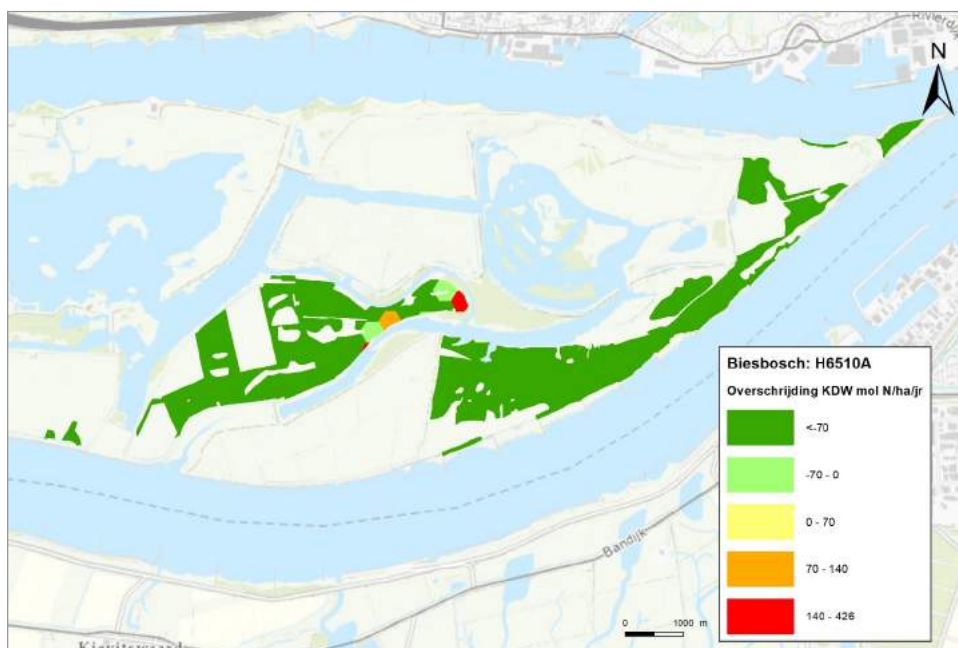 Rivierdijk
N
Biesbosch: H6510A
Overschrijding KDW mol N/ha/jr
<-70
-70 - 0
0 - 70
70 - 140
140 - 426
Bandijk
0 1000 m